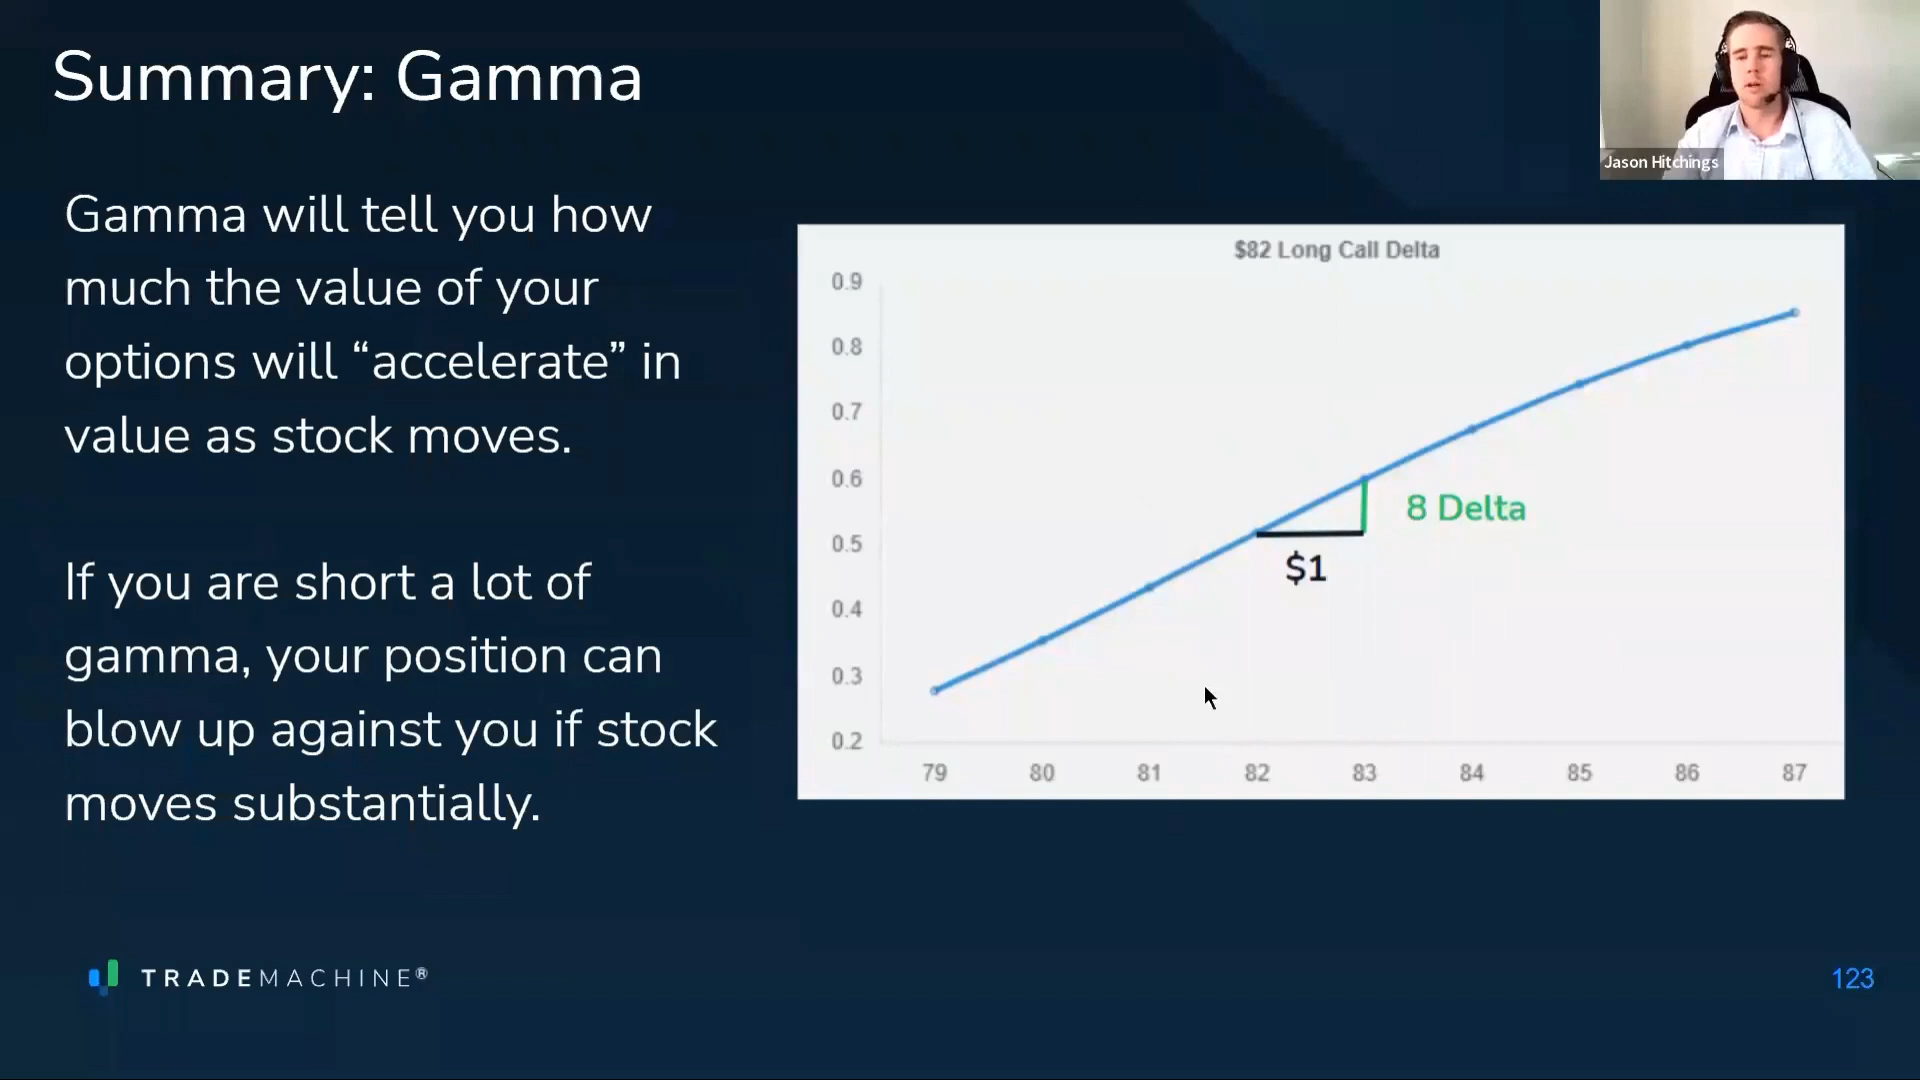 Summary: Gamma
Jason Hitchings
Gamma will tell you how
much the value of your
options will “accelerate” in
value as stock moves.
If you are short a lot of
gamma, your position can
blow up against you if stock
moves substantially.
$82 Long Call Delta
0.9
0.8
0.7
0.6
0.5
0.4
0.3
0.2
8 Delta
$1
79 80 81 82 83 84 85 86 87
TRADEMACHINE®
123